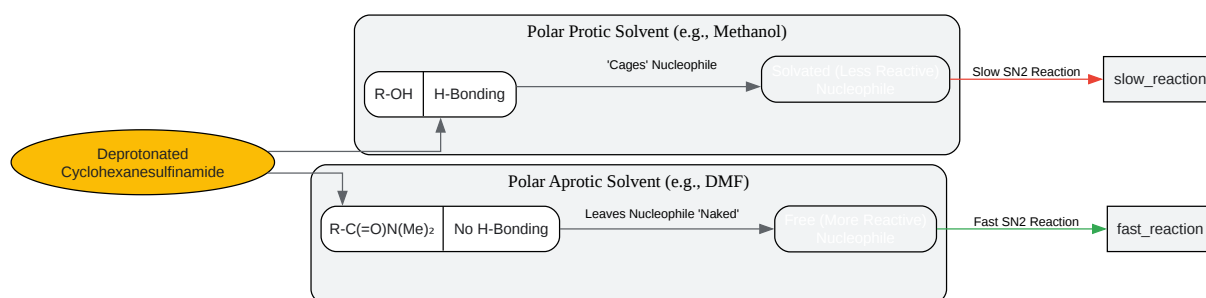 Polar Protic Solvent (e.g., Methanol)
R-OH
H-Bonding
'Cages' Nucleophile
Solvated (Less Reactive)
Nucleophile
Slow SN2 Reaction
slow_reaction
Deprotonated
Cyclohexanesulfinamide
Polar Aprotic Solvent (e.g., DMF)
R-C(=O)N(Me)₂
No H-Bonding
Leaves Nucleophile 'Naked'
Free (More Reactive)
Nucleophile
Fast SN2 Reaction
fast_reaction